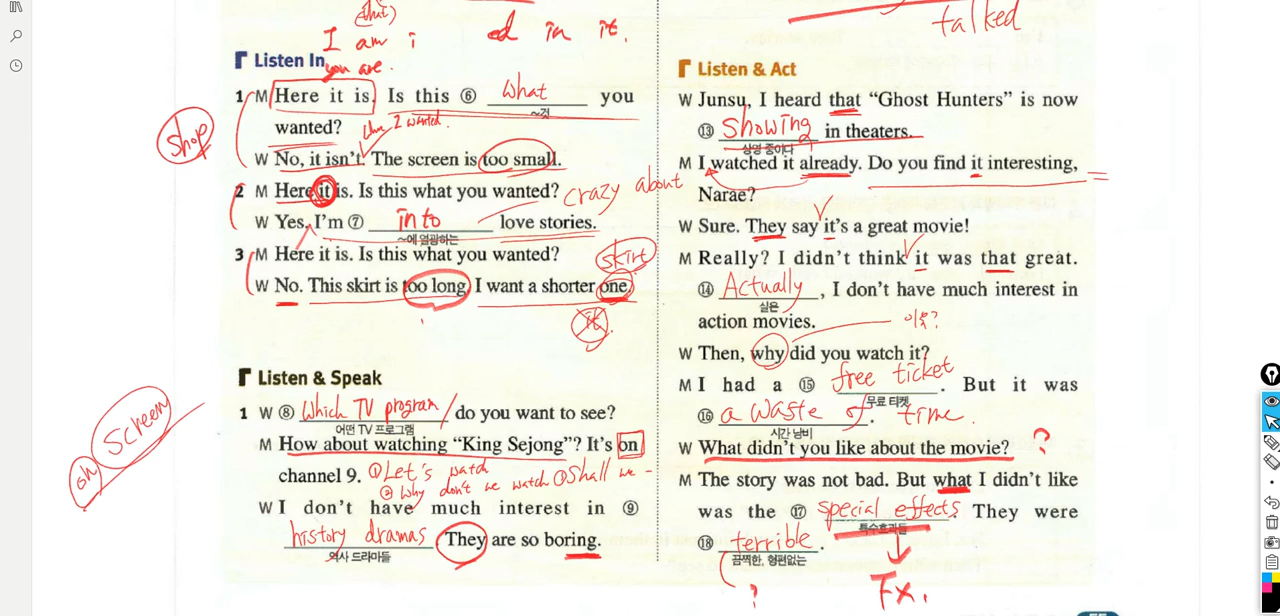 (that)
I am i ed in it.
you are.
Listen In
1 M Here it is. Is this ⑥ what you
~것
wanted? I wanted.
shop
W No, it isn't. The screen is too small.
2 M Here it is. Is this what you wanted?
crazy about
W Yes. I'm ⑦ into love stories.
~에 열광하는
3 M Here it is. Is this what you wanted?
skirt
W No. This skirt is too long. I want a shorter one.
it
Listen & Speak
1 W ⑧ Which TV program / do you want to see?
어떤 TV 프로그램
M How about watching “King Sejong”? It's on
on screen
channel 9. ① Let's watch
② Why don't we watch ③ Shall we -
W I don't have much interest in ⑨
history dramas. They are so boring.
역사 드라마들
talked
Listen & Act
W Junsu, I heard that “Ghost Hunters” is now
⑬ showing in theaters.
상영 중이다
M I watched it already. Do you find it interesting,
Narae?
W Sure. They say it's a great movie!
M Really? I didn't think it was that great.
⑭ Actually, I don't have much interest in
실은
action movies.
이유?
W Then, why did you watch it?
M I had a ⑮ free ticket. But it was
무료 티켓
⑯ a waste of time.
시간 낭비
W What didn't you like about the movie? ?
M The story was not bad. But what I didn't like
was the ⑰ special effects. They were
특수효과들
⑱ terrible.
끔찍한, 형편없는
?
Fx.